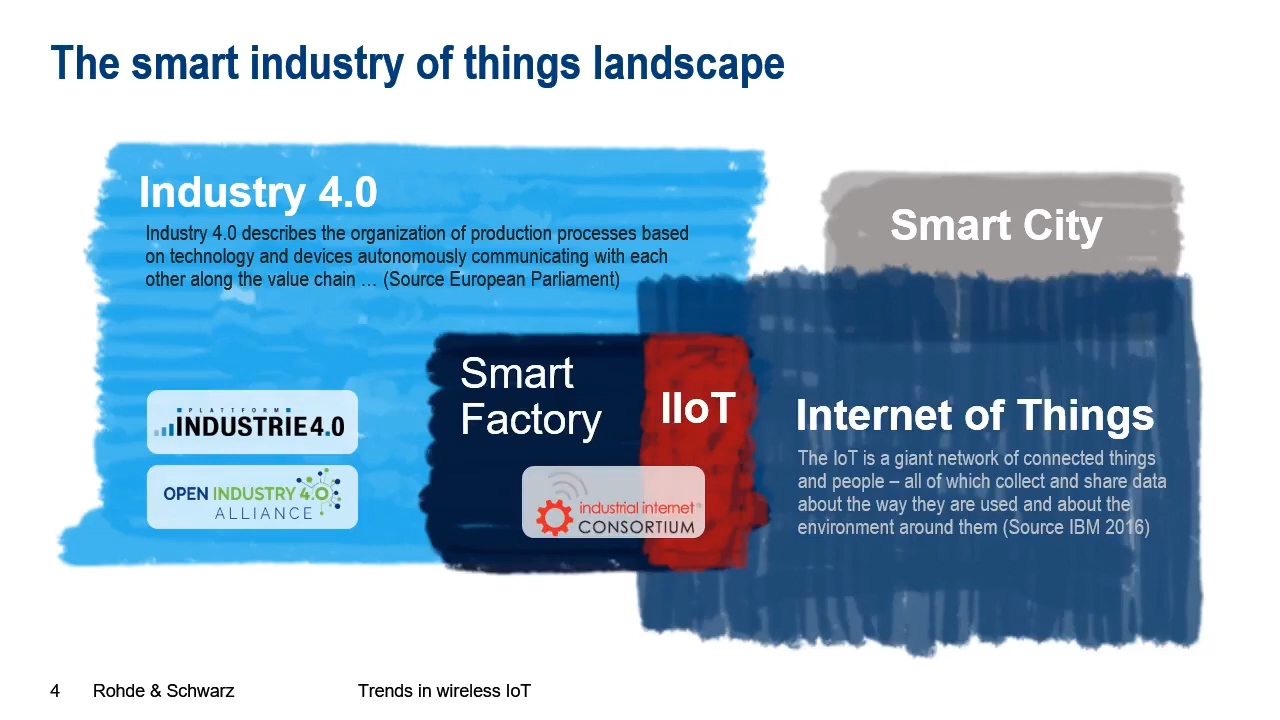 The smart industry of things landscape
Industry 4.0
Industry 4.0 describes the organization of production processes based
on technology and devices autonomously communicating with each
other along the value chain … (Source European Parliament)
Smart City
Smart
Factory
IIoT
Internet of Things
The IoT is a giant network of connected things
and people – all of which collect and share data
about the way they are used and about the
environment around them (Source IBM 2016)
PLATTFORM
INDUSTRIE4.0
OPEN INDUSTRY 4.0
ALLIANCE
industrial internet®
CONSORTIUM
4 Rohde & Schwarz Trends in wireless IoT